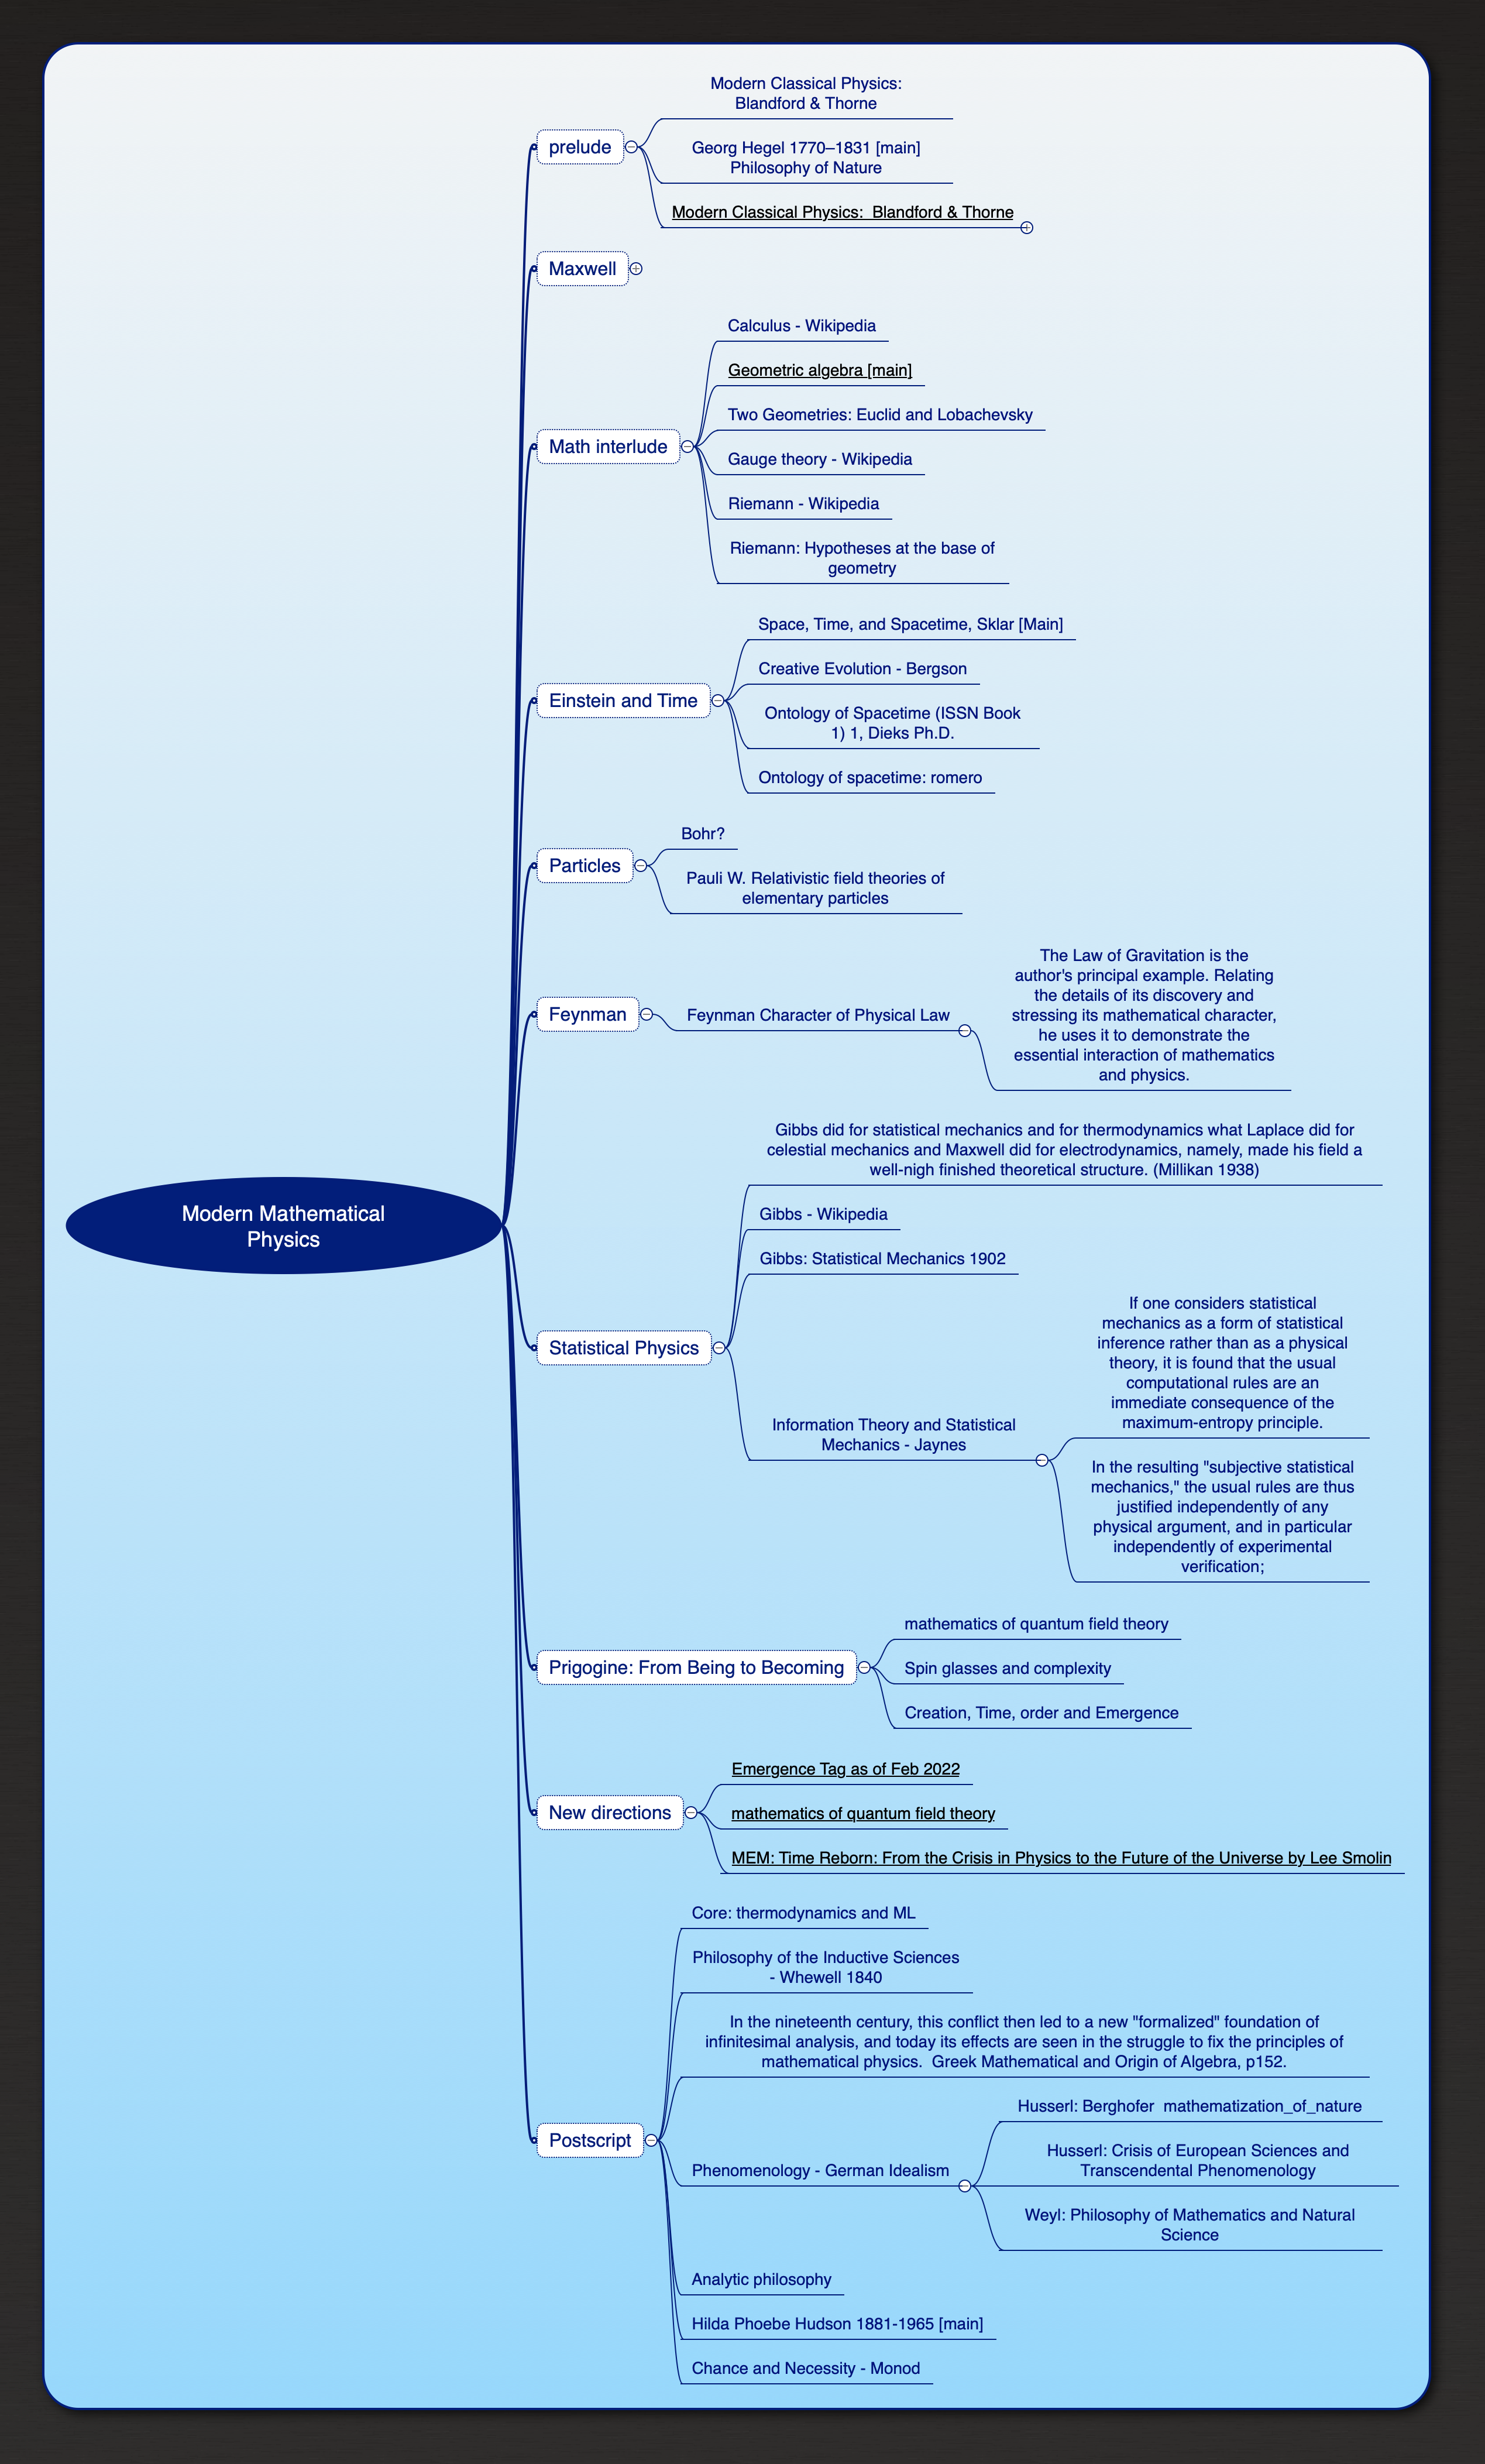 Modern Mathematical
Physics
prelude
Modern Classical Physics:
Blandford & Thorne
Georg Hegel 1770–1831 [main]
Philosophy of Nature
Modern Classical Physics:  Blandford & Thorne
Maxwell
Math interlude
Calculus - Wikipedia
Geometric algebra [main]
Two Geometries: Euclid and Lobachevsky
Gauge theory - Wikipedia
Riemann - Wikipedia
Riemann: Hypotheses at the base of
geometry
Einstein and Time
Space, Time, and Spacetime, Sklar [Main]
Creative Evolution - Bergson
Ontology of Spacetime (ISSN Book
1) 1, Dieks Ph.D.
Ontology of spacetime: romero
Particles
Bohr?
Pauli W. Relativistic field theories of
elementary particles
Feynman
Feynman Character of Physical Law
The Law of Gravitation is the
author's principal example. Relating
the details of its discovery and
stressing its mathematical character,
he uses it to demonstrate the
essential interaction of mathematics
and physics.
Statistical Physics
Gibbs did for statistical mechanics and for thermodynamics what Laplace did for
celestial mechanics and Maxwell did for electrodynamics, namely, made his field a
well-nigh finished theoretical structure. (Millikan 1938)
Gibbs - Wikipedia
Gibbs: Statistical Mechanics 1902
Information Theory and Statistical
Mechanics - Jaynes
If one considers statistical
mechanics as a form of statistical
inference rather than as a physical
theory, it is found that the usual
computational rules are an
immediate consequence of the
maximum-entropy principle.
In the resulting "subjective statistical
mechanics," the usual rules are thus
justified independently of any
physical argument, and in particular
independently of experimental
verification;
Prigogine: From Being to Becoming
mathematics of quantum field theory
Spin glasses and complexity
Creation, Time, order and Emergence
New directions
Emergence Tag as of Feb 2022
mathematics of quantum field theory
MEM: Time Reborn: From the Crisis in Physics to the Future of the Universe by Lee Smolin
Postscript
Core: thermodynamics and ML
Philosophy of the Inductive Sciences
- Whewell 1840
In the nineteenth century, this conflict then led to a new "formalized" foundation of
infinitesimal analysis, and today its effects are seen in the struggle to fix the principles of
mathematical physics.  Greek Mathematical and Origin of Algebra, p152.
Phenomenology - German Idealism
Husserl: Berghofer  mathematization_of_nature
Husserl: Crisis of European Sciences and
Transcendental Phenomenology
Weyl: Philosophy of Mathematics and Natural
Science
Analytic philosophy
Hilda Phoebe Hudson 1881-1965 [main]
Chance and Necessity - Monod